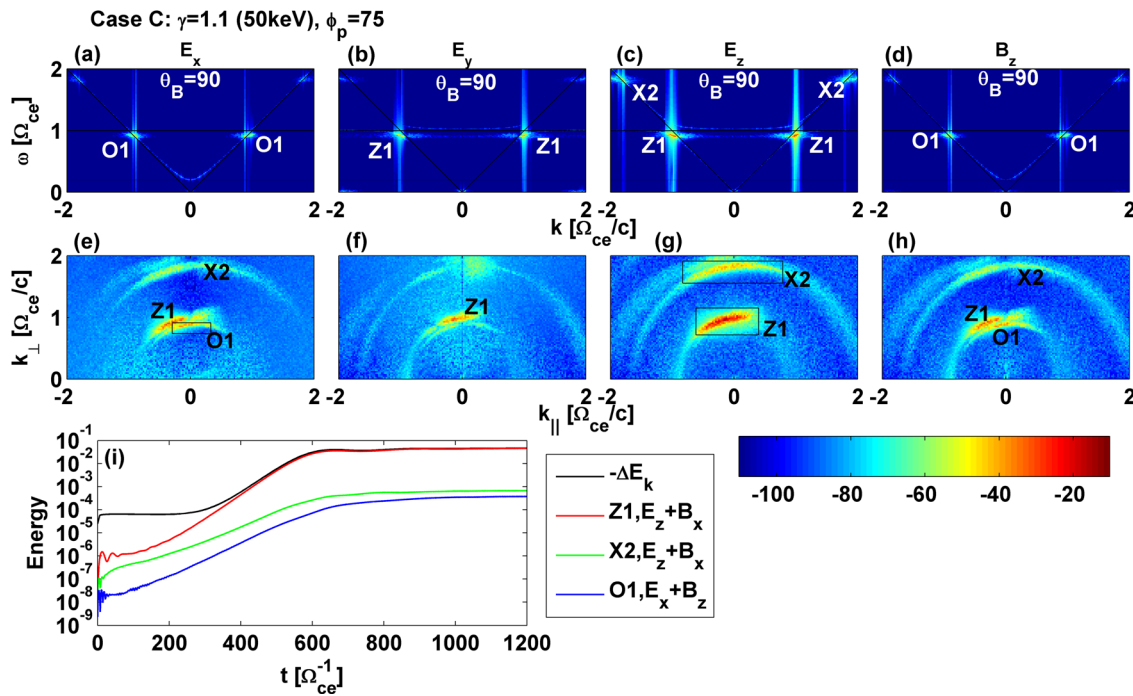 Case C: γ=1.1 (50keV), ϕp=75
(a) Ex (b) Ey (c) Ez (d) Bz
ω [Ωce]
2 1 0
θB=90 θB=90 θB=90 θB=90
X2 X2
O1 O1 Z1 Z1 Z1 Z1 O1 O1
-2 0 2 -2 0 2 -2 0 2 -2 0 2
k [Ωce/c]
(e) (f) (g) (h)
k⊥ [Ωce/c]
2 1 0
X2 X2 X2
Z1 Z1 Z1 Z1
O1 O1
-2 0 2 -2 0 2 -2 0 2 -2 0 2
k|| [Ωce/c]
(i)
Energy
10^-1
10^-2
10^-3
10^-4
10^-5
10^-6
10^-7
10^-8
10^-9
0 200 400 600 800 1000 1200
t [Ωce^-1]
-ΔEk
Z1,Ez+Bx
X2,Ez+Bx
O1,Ex+Bz
-100 -80 -60 -40 -20